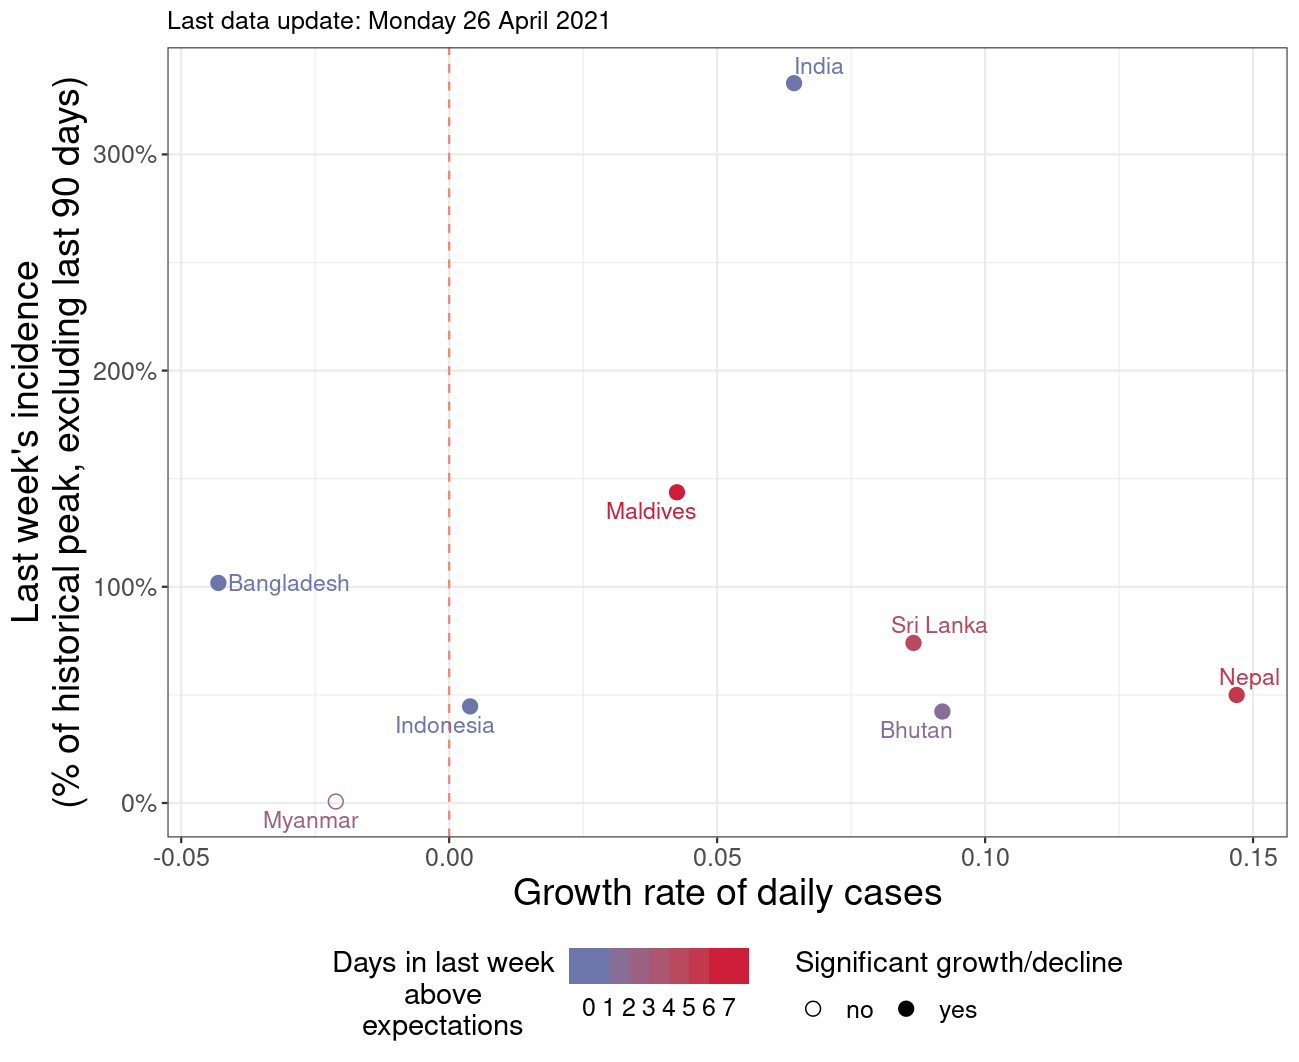 Last data update: Monday 26 April 2021
Last week's incidence
(% of historical peak, excluding last 90 days)
300%
200%
100%
0%
India
Maldives
Bangladesh
Sri Lanka
Nepal
Indonesia
Bhutan
Myanmar
-0.05 0.00 0.05 0.10 0.15
Growth rate of daily cases
Days in last week
above
expectations
0 1 2 3 4 5 6 7
Significant growth/decline
no yes